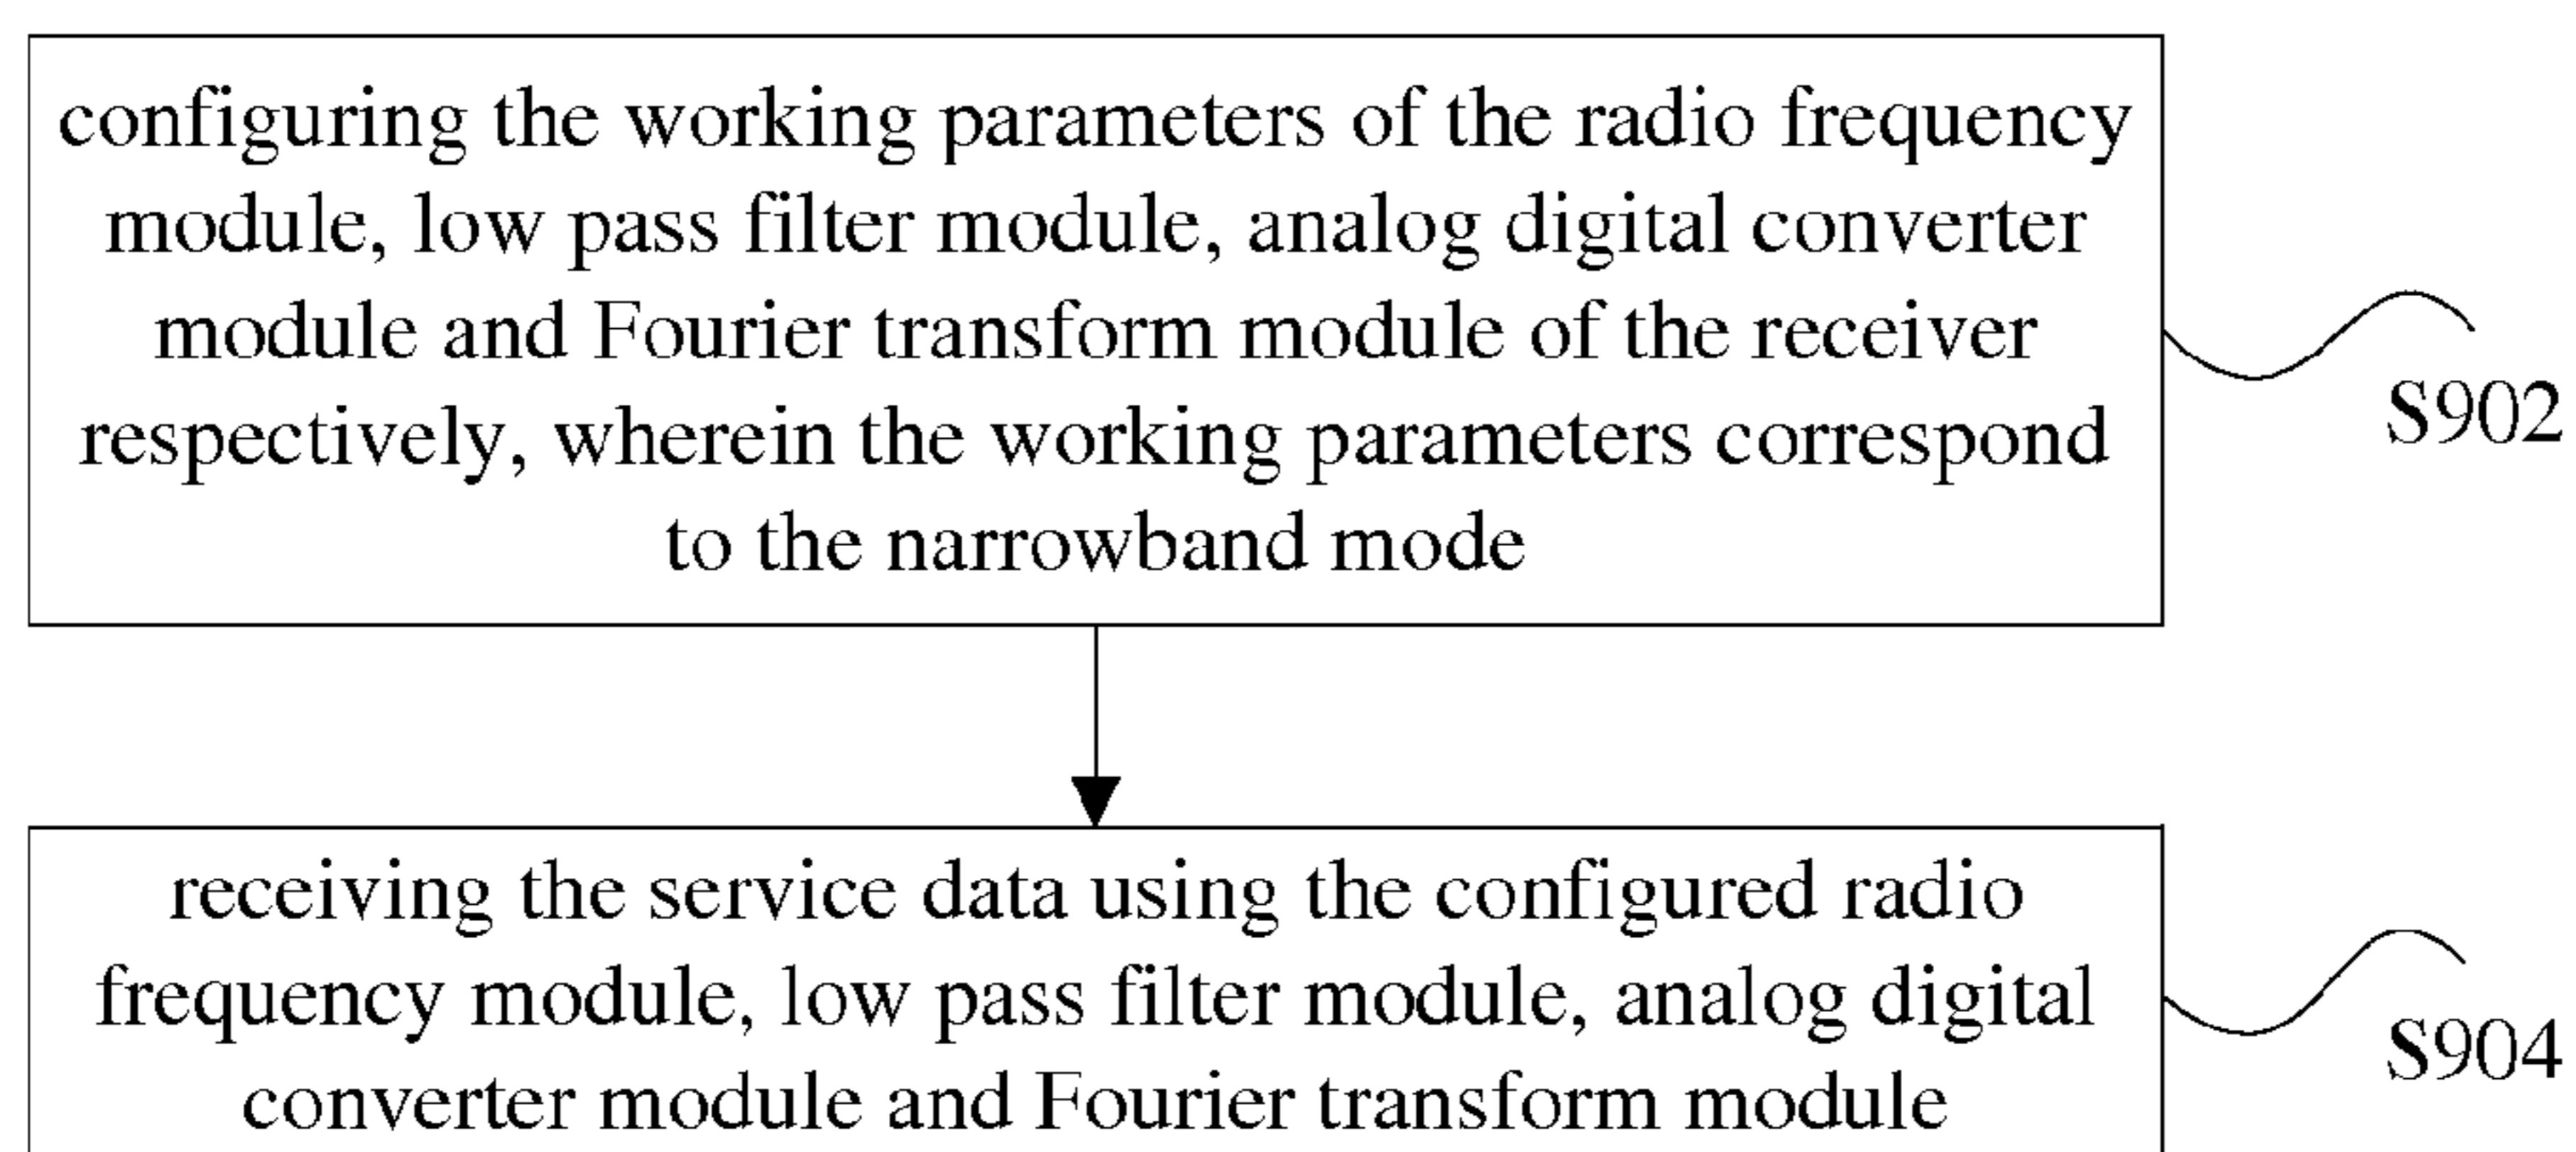 configuring the working parameters of the radio frequency
module, low pass filter module, analog digital converter
module and Fourier transform module of the receiver
respectively, wherein the working parameters correspond
to the narrowband mode
S902
receiving the service data using the configured radio
frequency module, low pass filter module, analog digital
converter module and Fourier transform module
S904